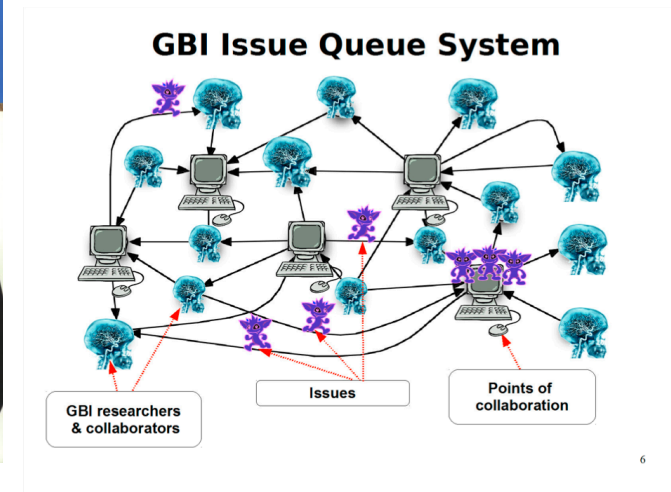 GBI Issue Queue System
GBI researchers
& collaborators
Issues
Points of
collaboration
6